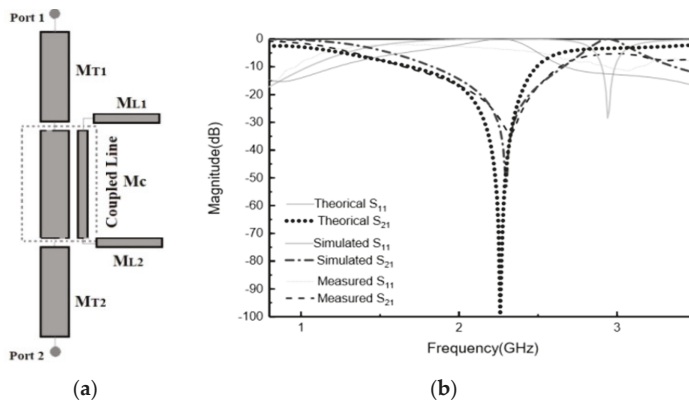 Port 1
MT1
ML1
Coupled Line
Mc
ML2
MT2
Port 2
(a)
0
-10
-20
-30
-40
-50
-60
-70
-80
-90
-100
Magnitude(dB)
Theorical S11
Theorical S21
Simulated S11
Simulated S21
Measured S11
Measured S21
1
2
3
Frequency(GHz)
(b)